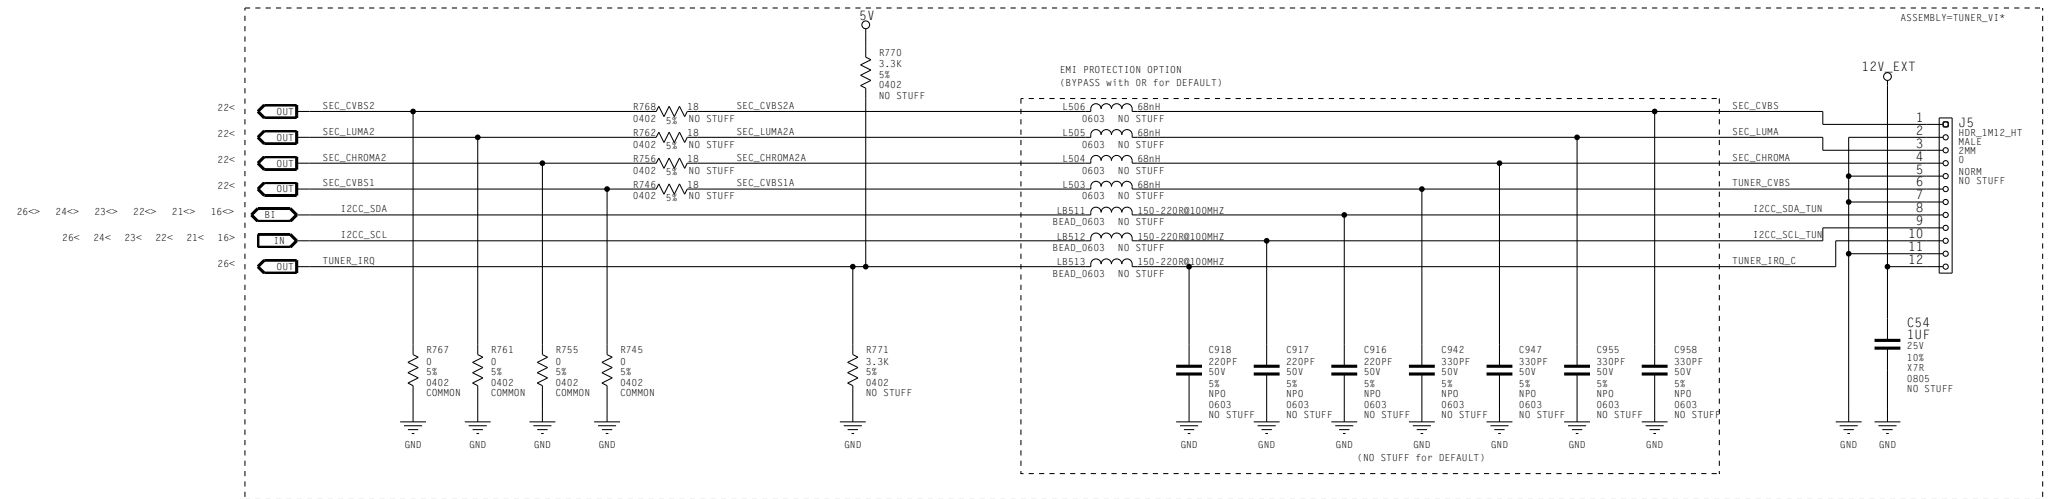 5V
ASSEMBLY=TUNER_VI*
R770
3.3K
5%
0402
NO STUFF
EMI PROTECTION OPTION
(BYPASS with 0R for DEFAULT)
12V_EXT
22< OUT SEC_CVBS2 R768 18 SEC_CVBS2A L506 68nH SEC_CVBS 1
0402 5% NO STUFF 0603 NO STUFF
22< OUT SEC_LUMA2 R762 18 SEC_LUMA2A L505 68nH SEC_LUMA 2
0402 5% NO STUFF 0603 NO STUFF 3
22< OUT SEC_CHROMA2 R756 18 SEC_CHROMA2A L504 68nH SEC_CHROMA 4
0402 5% NO STUFF 0603 NO STUFF 5
22< OUT SEC_CVBS1 R746 18 SEC_CVBS1A L503 68nH TUNER_CVBS 6
0402 5% NO STUFF 0603 NO STUFF 7
26<> 24<> 23<> 22<> 21<> 16<> BI I2CC_SDA LB511 150-220R@100MHZ I2CC_SDA_TUN 8
BEAD_0603 NO STUFF 9
26< 24< 23< 22< 21< 16> IN I2CC_SCL LB512 150-220R@100MHZ I2CC_SCL_TUN 10
BEAD_0603 NO STUFF 11
26< OUT TUNER_IRQ LB513 150-220R@100MHZ TUNER_IRQ_C 12
BEAD_0603 NO STUFF
J5
HDR_1M12_HT
MALE
2MM
0
NORM
NO STUFF
R767
0
5%
0402
COMMON
GND
R761
0
5%
0402
COMMON
GND
R755
0
5%
0402
COMMON
GND
R745
0
5%
0402
COMMON
GND
R771
3.3K
5%
0402
NO STUFF
GND
C918
220PF
50V
5%
NPO
0603
NO STUFF
GND
C917
220PF
50V
5%
NPO
0603
NO STUFF
GND
C916
220PF
50V
5%
NPO
0603
NO STUFF
GND
C942
330PF
50V
5%
NPO
0603
NO STUFF
GND
C947
330PF
50V
5%
NPO
0603
NO STUFF
GND
C955
330PF
50V
5%
NPO
0603
NO STUFF
GND
C958
330PF
50V
5%
NPO
0603
NO STUFF
GND
(NO STUFF for DEFAULT)
GND
C54
1UF
25V
10%
X7R
0805
NO STUFF
GND